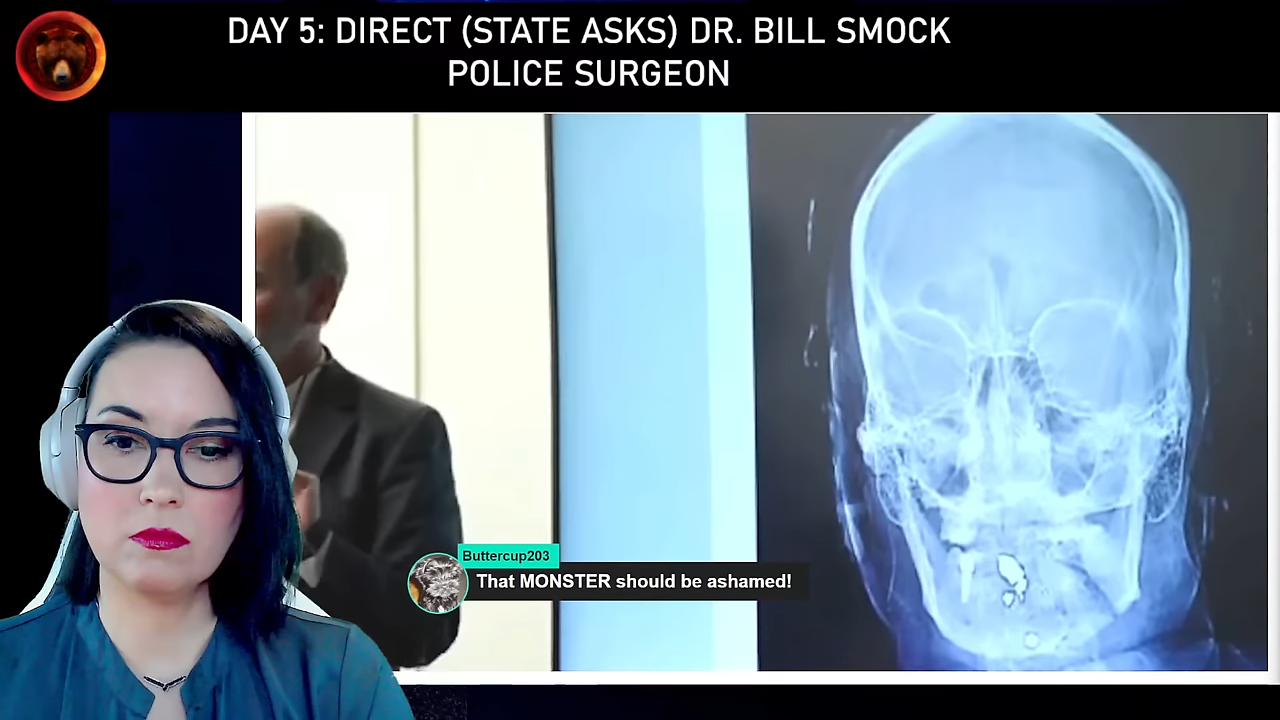 DAY 5: DIRECT (STATE ASKS) DR. BILL SMOCK
POLICE SURGEON
Buttercup203
That MONSTER should be ashamed!